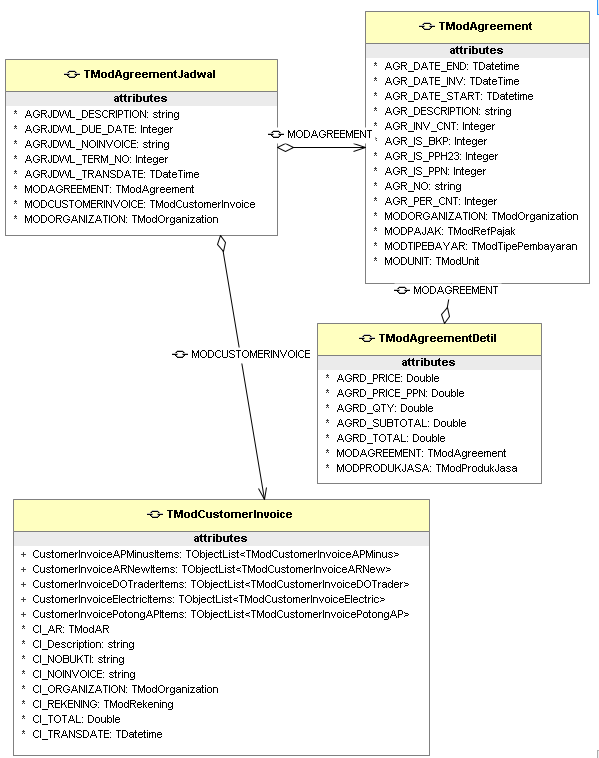 TModAgreement
attributes
* AGR_DATE_END: TDatetime
* AGR_DATE_INV: TDateTime
* AGR_DATE_START: TDatetime
* AGR_DESCRIPTION: string
* AGR_INV_CNT: Integer
* AGR_IS_BKP: Integer
* AGR_IS_PPH23: Integer
* AGR_IS_PPN: Integer
* AGR_NO: string
* AGR_PER_CNT: Integer
* MODORGANIZATION: TModOrganization
* MODPAJAK: TModRefPajak
* MODTIPEBAYAR: TModTipePembayaran
* MODUNIT: TModUnit
TModAgreementJadwal
attributes
* AGRJDWL_DESCRIPTION: string
* AGRJDWL_DUE_DATE: Integer
* AGRJDWL_NOINVOICE: string
* AGRJDWL_TERM_NO: Integer
* AGRJDWL_TRANSDATE: TDateTime
* MODAGREEMENT: TModAgreement
* MODCUSTOMERINVOICE: TModCustomerInvoice
* MODORGANIZATION: TModOrganization
MODAGREEMENT
MODAGREEMENT
TModAgreementDetil
attributes
* AGRD_PRICE: Double
* AGRD_PRICE_PPN: Double
* AGRD_QTY: Double
* AGRD_SUBTOTAL: Double
* AGRD_TOTAL: Double
* MODAGREEMENT: TModAgreement
* MODPRODUKJASA: TModProdukJasa
MODCUSTOMERINVOICE
TModCustomerInvoice
attributes
+ CustomerInvoiceAPMinusItems: TObjectList<TModCustomerInvoiceAPMinus>
+ CustomerInvoiceARNewItems: TObjectList<TModCustomerInvoiceARNew>
+ CustomerInvoiceDOTraderItems: TObjectList<TModCustomerInvoiceDOTrader>
+ CustomerInvoiceElectricItems: TObjectList<TModCustomerInvoiceElectric>
+ CustomerInvoicePotongAPItems: TObjectList<TModCustomerInvoicePotongAP>
* CI_AR: TModAR
* CI_Description: string
* CI_NOBUKTI: string
* CI_NOINVOICE: string
* CI_ORGANIZATION: TModOrganization
* CI_REKENING: TModRekening
* CI_TOTAL: Double
* CI_TRANSDATE: TDatetime